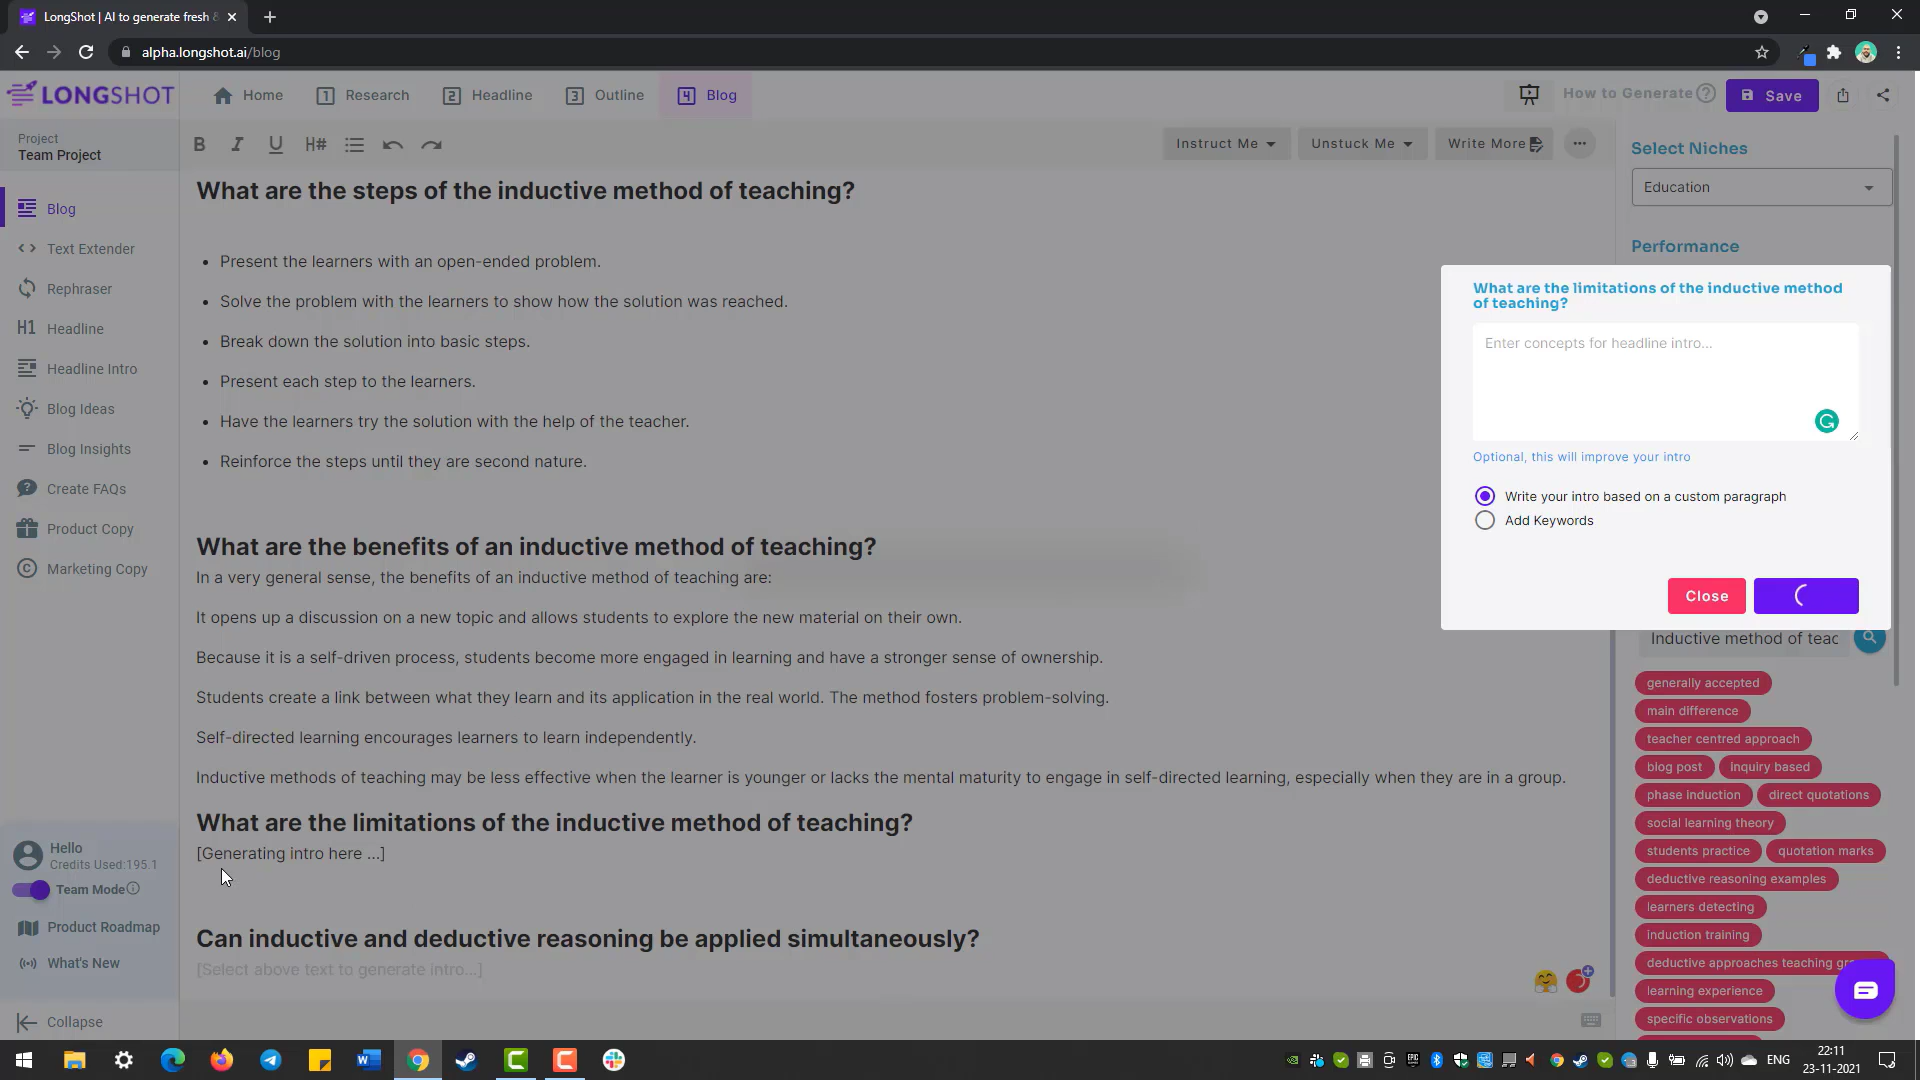 LongShot | AI to generate fresh &
alpha.longshot.ai/blog
LONGSHOT
Home
1 Research
2 Headline
3 Outline
4 Blog
How to Generate ?
Save
Project
Team Project
B I U H#
Instruct Me
Unstuck Me
Write More
Select Niches
Education
Performance
Blog
Text Extender
Rephraser
H1 Headline
Headline Intro
Blog Ideas
Blog Insights
Create FAQs
Product Copy
Marketing Copy
What are the steps of the inductive method of teaching?
• Present the learners with an open-ended problem.
• Solve the problem with the learners to show how the solution was reached.
• Break down the solution into basic steps.
• Present each step to the learners.
• Have the learners try the solution with the help of the teacher.
• Reinforce the steps until they are second nature.
What are the benefits of an inductive method of teaching?
In a very general sense, the benefits of an inductive method of teaching are:
It opens up a discussion on a new topic and allows students to explore the new material on their own.
Because it is a self-driven process, students become more engaged in learning and have a stronger sense of ownership.
Students create a link between what they learn and its application in the real world. The method fosters problem-solving.
Self-directed learning encourages learners to learn independently.
Inductive methods of teaching may be less effective when the learner is younger or lacks the mental maturity to engage in self-directed learning, especially when they are in a group.
What are the limitations of the inductive method of teaching?
[Generating intro here ...]
Can inductive and deductive reasoning be applied simultaneously?
[Select above text to generate intro...]
What are the limitations of the inductive method
of teaching?
Enter concepts for headline intro...
Optional, this will improve your intro
Write your intro based on a custom paragraph
Add Keywords
Close
Inductive method of teac
generally accepted
main difference
teacher centred approach
blog post inquiry based
phase induction direct quotations
social learning theory
students practice quotation marks
deductive reasoning examples
learners detecting
induction training
deductive approaches teaching gr
learning experience
specific observations
Hello
Credits Used:195.1
Team Mode
Product Roadmap
What's New
Collapse
ENG
22:11
23-11-2021